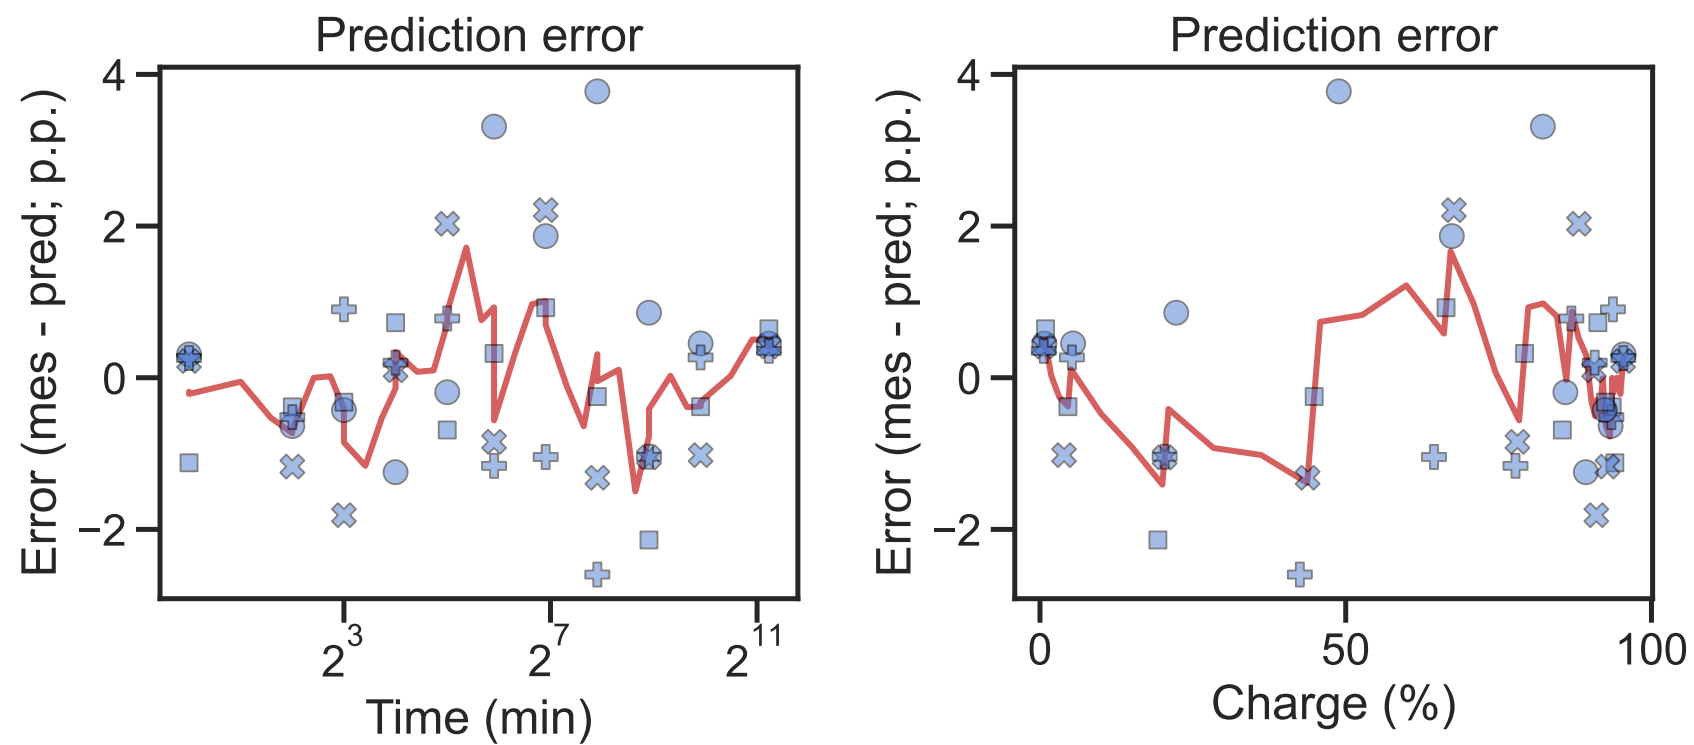 Prediction error
4
2
0
−2
Error (mes - pred; p.p.)
2^3
2^7
2^11
Time (min)
Prediction error
4
2
0
−2
Error (mes - pred; p.p.)
0
50
100
Charge (%)